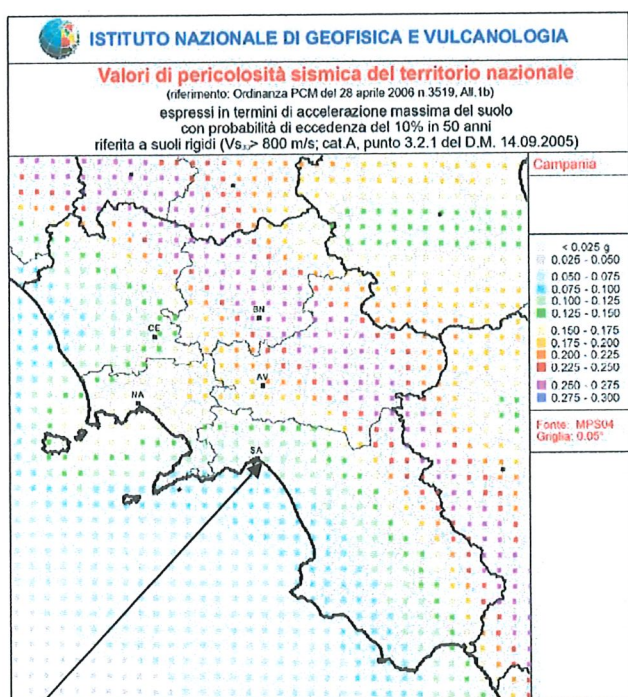 ISTITUTO NAZIONALE DI GEOFISICA E VULCANOLOGIA
Valori di pericolosità sismica del territorio nazionale
(riferimento: Ordinanza PCM del 28 aprile 2006 n.3519, All.1b)
espressi in termini di accelerazione massima del suolo
con probabilità di eccedenza del 10% in 50 anni
riferita a suoli rigidi (Vs₃₀> 800 m/s; cat.A, punto 3.2.1 del D.M. 14.09.2005)
Campania
< 0.025 g
0.025 - 0.050
0.050 - 0.075
0.075 - 0.100
0.100 - 0.125
0.125 - 0.150
0.150 - 0.175
0.175 - 0.200
0.200 - 0.225
0.225 - 0.250
0.250 - 0.275
0.275 - 0.300
Fonte: MPS04
Griglia: 0.05°
BN
CE
AV
NA
SA